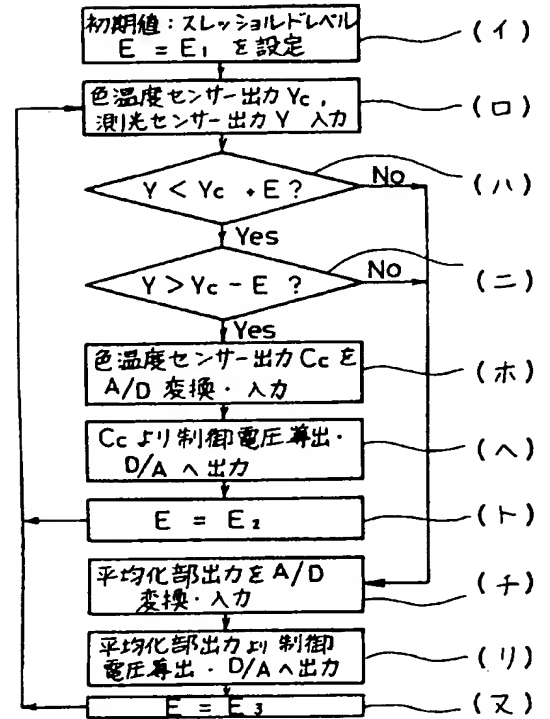 初期値：スレッショルドレベル
E = E₁ を設定
(イ)
色温度センサー出力 Yc,
測光センサー出力 Y 入力
(ロ)
Y < Yc + E ?
No
(ハ)
Yes
Y > Yc - E ?
No
(ニ)
Yes
色温度センサー出力 Cc を
A/D 変換・入力
(ホ)
Cc より制御電圧算出・
D/A へ出力
(ヘ)
E = E₂
(ト)
平均化部出力を A/D
変換・入力
(チ)
平均化部出力より制御
電圧算出・D/Aへ出力
(リ)
E = E₃
(ヌ)